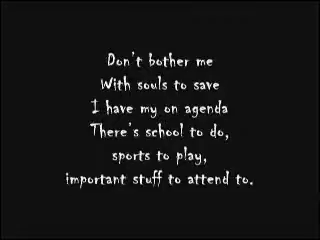 Don't bother me
With souls to save
I have my on agenda
There's school to do,
sports to play,
important stuff to attend to.